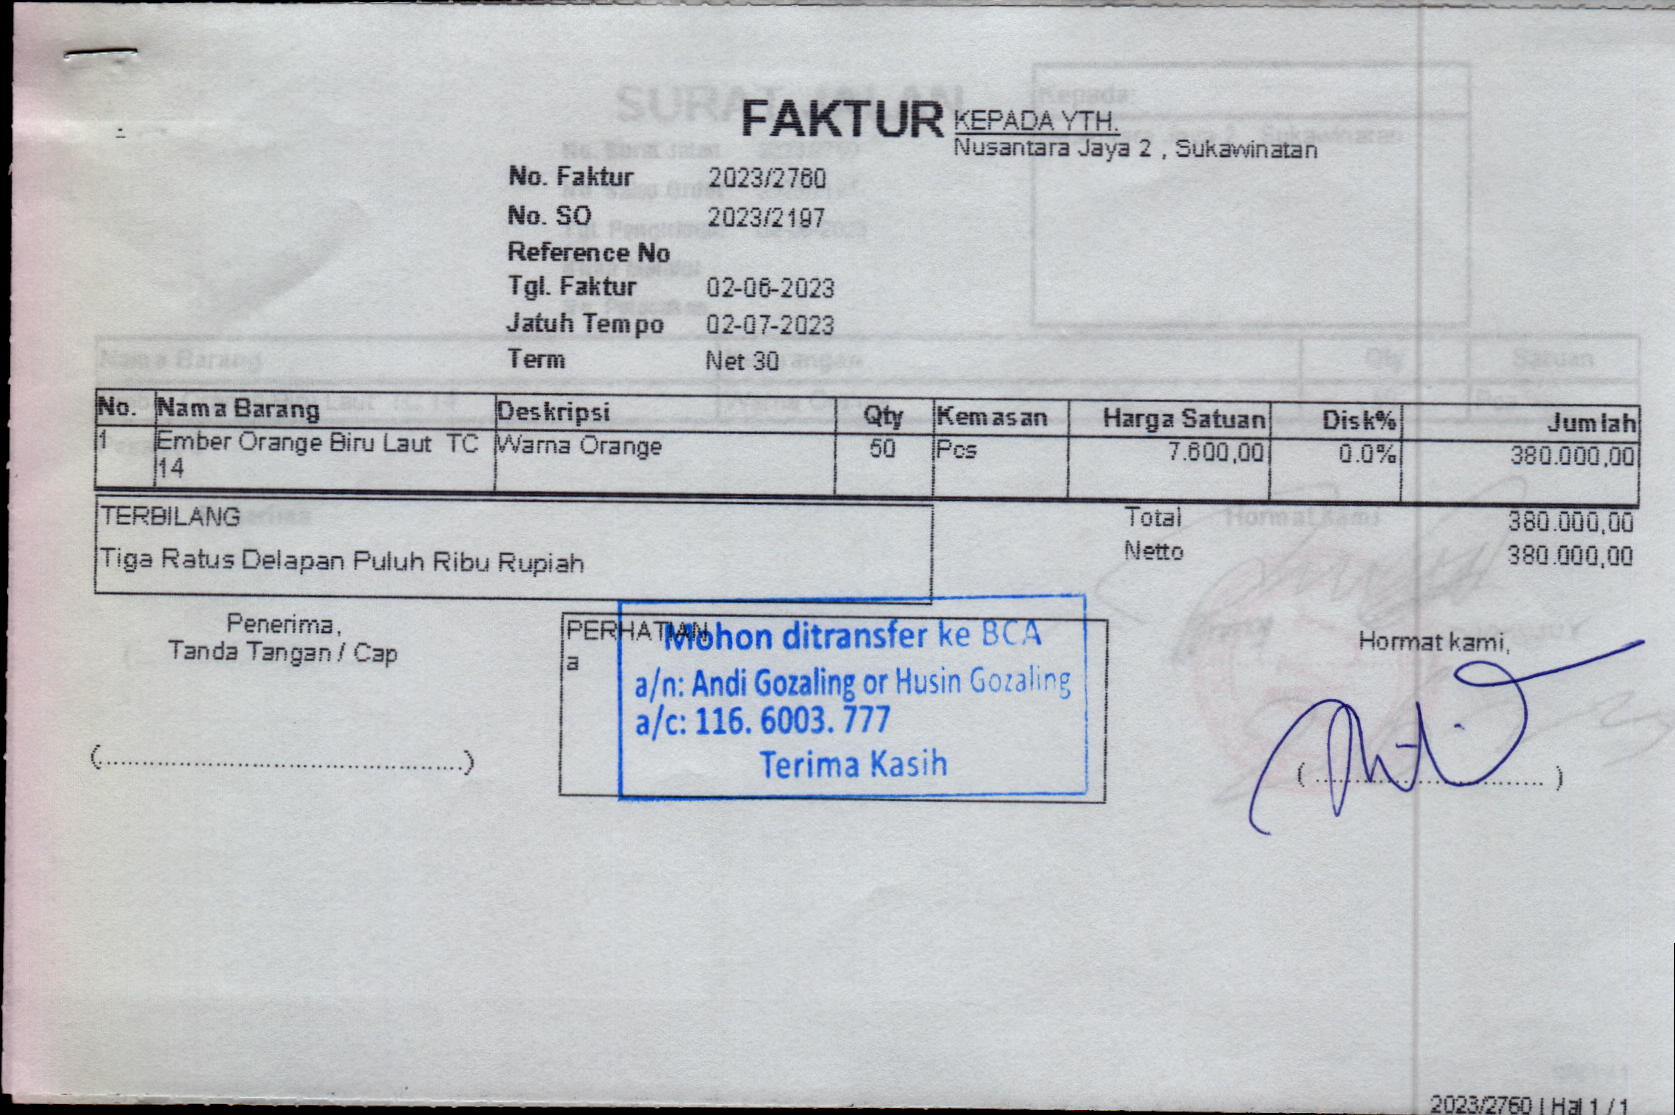 FAKTUR
KEPADA YTH.
Nusantara Jaya 2 , Sukawinatan
No. Faktur 2023/2760
No. SO 2023/2197
Reference No
Tgl. Faktur 02-06-2023
Jatuh Tempo 02-07-2023
Term Net 30
No. Nama Barang Deskripsi Qty Kemasan Harga Satuan Disk% Jumlah
1 Ember Orange Biru Laut TC Warna Orange 50 Pcs 7.600,00 0.0% 380.000,00
14
TERBILANG
Tiga Ratus Delapan Puluh Ribu Rupiah
Total 380.000,00
Netto 380.000,00
Penerima,
Tanda Tangan / Cap
(................................................)
PERHATIAN
a
Mohon ditransfer ke BCA
a/n: Andi Gozaling or Husin Gozaling
a/c: 116. 6003. 777
Terima Kasih
Hormat kami,
( ................................ )
2023/2760 | Hal 1 / 1